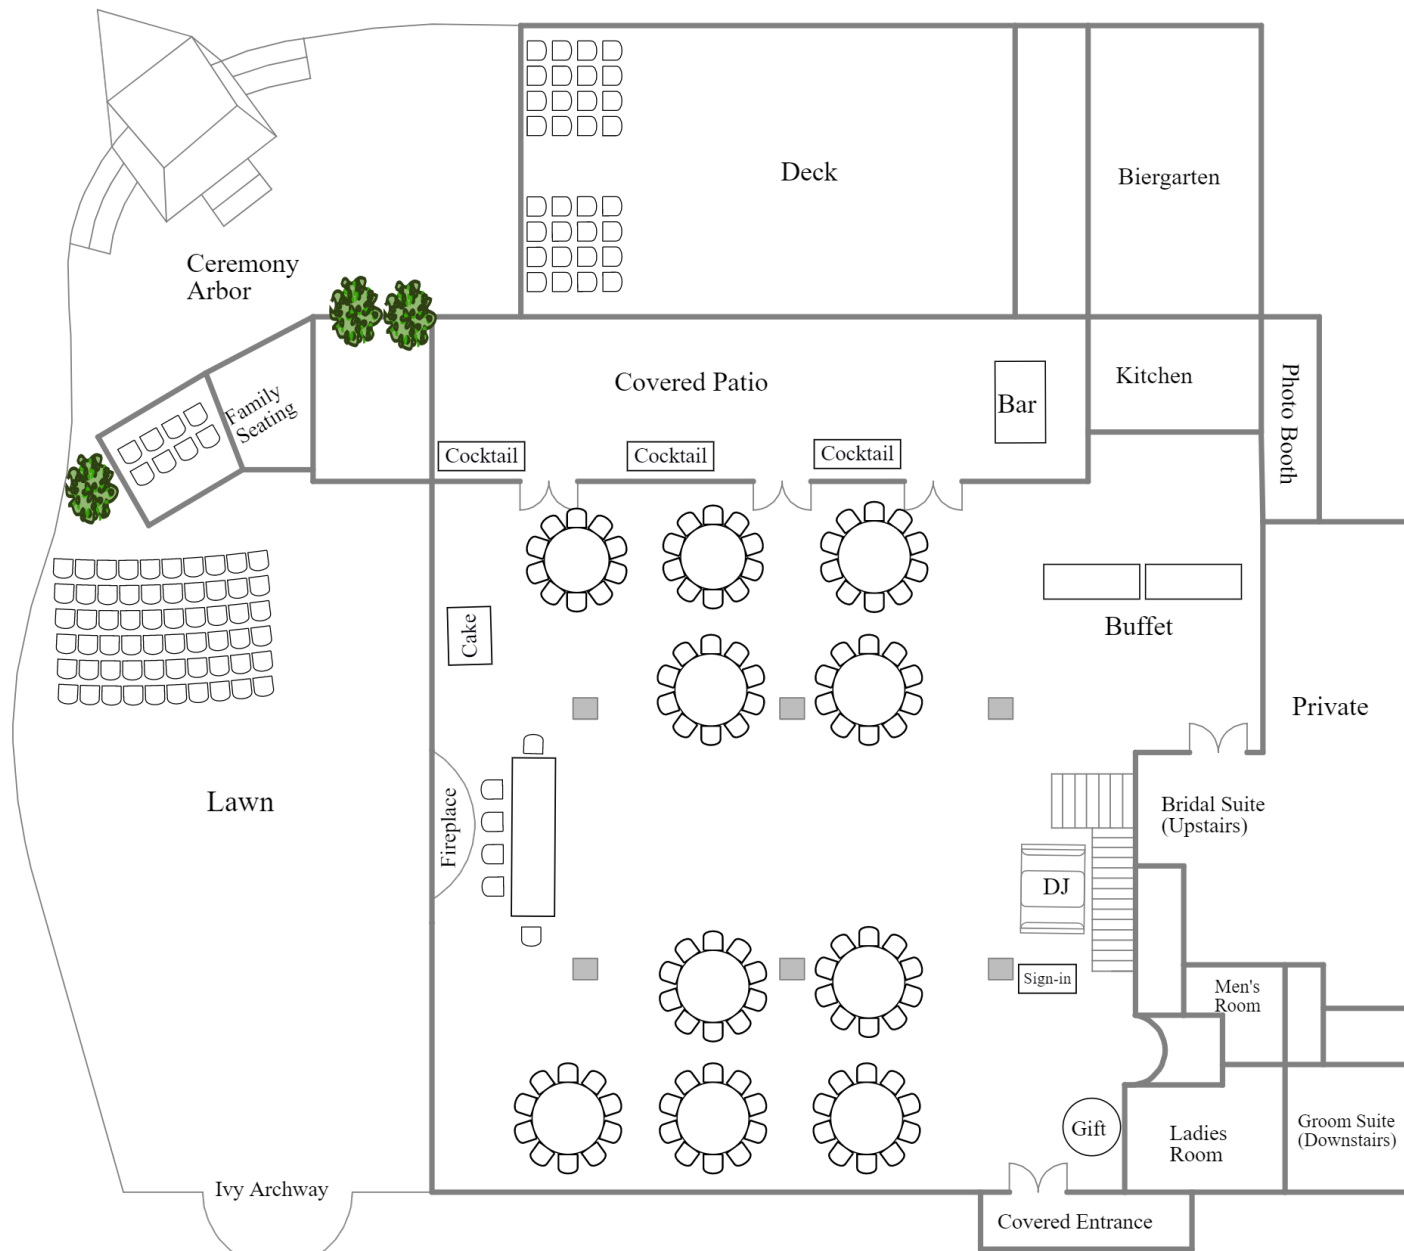 Deck
Biergarten
Ceremony
Arbor
Family
Seating
Covered Patio
Bar
Kitchen
Photo Booth
Cocktail
Cocktail
Cocktail
Cake
Buffet
Private
Lawn
Fireplace
Bridal Suite
(Upstairs)
DJ
Sign-in
Men's
Room
Gift
Ladies
Room
Groom Suite
(Downstairs)
Ivy Archway
Covered Entrance